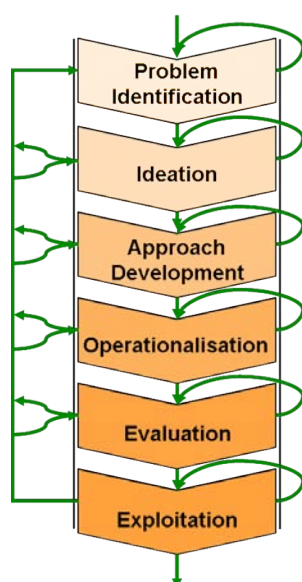 Problem
Identification
Ideation
Approach
Development
Operationalisation
Evaluation
Exploitation